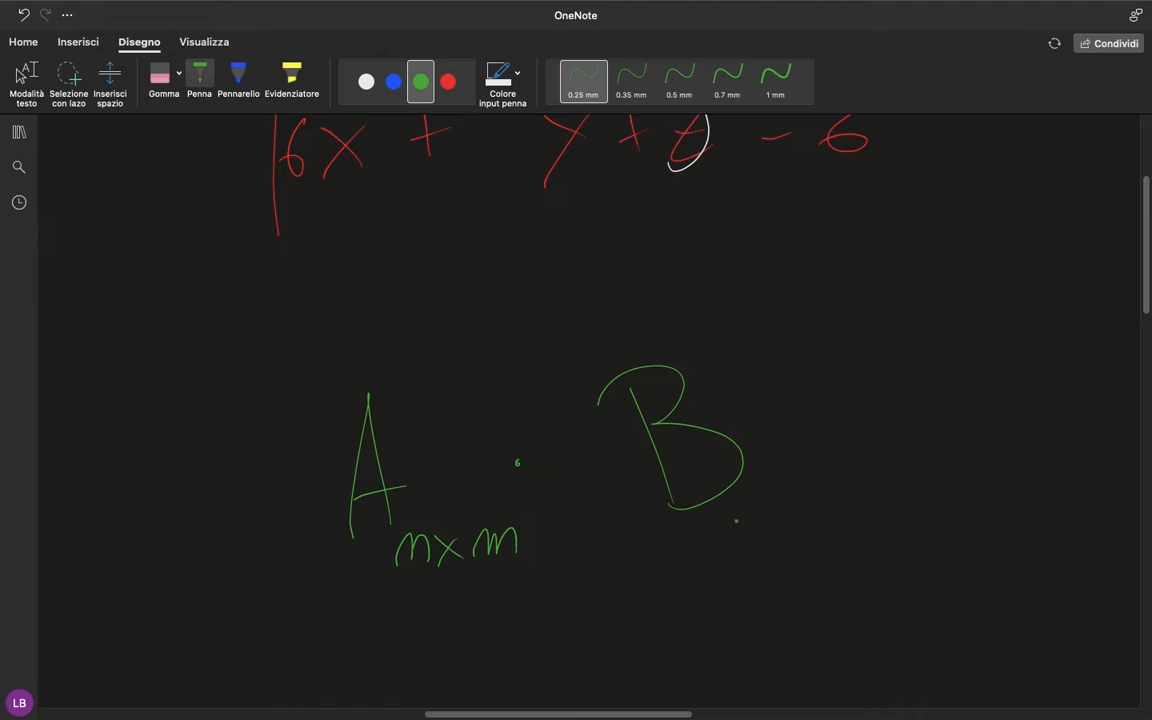 OneNote
Home Inserisci Disegno Visualizza
Condividi
Modalità testo
Selezione con lazo
Inserisci spazio
Gomma
Penna
Pennarello
Evidenziatore
Colore input penna
0.25 mm 0.35 mm 0.5 mm 0.7 mm 1 mm
6x + y + z - 6
A n×m · B
LB